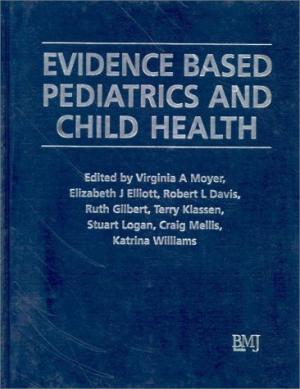 EVIDENCE BASED
PEDIATRICS AND
CHILD HEALTH
Edited by Virginia A Moyer,
Elizabeth J Elliott, Robert L Davis,
Ruth Gilbert, Terry Klassen,
Stuart Logan, Craig Mellis,
Katrina Williams
BMJ